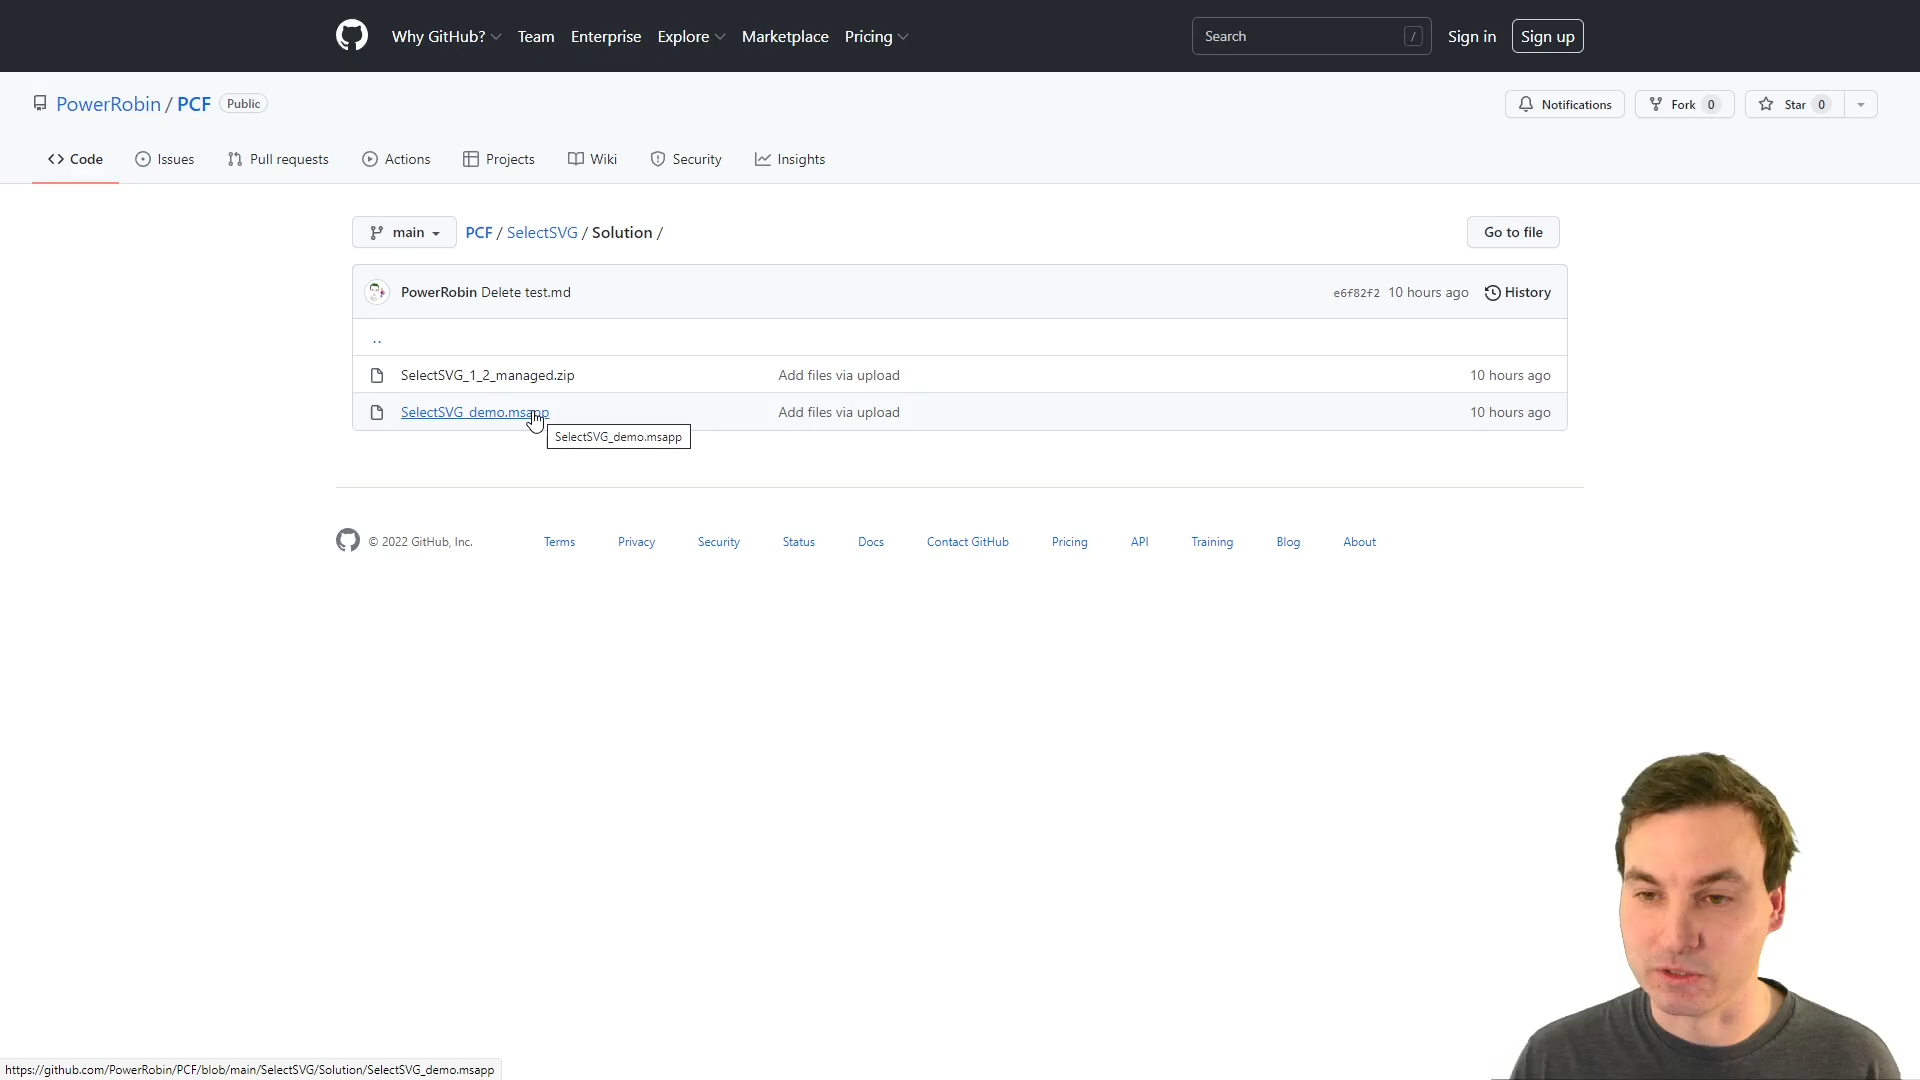 Why GitHub? Team Enterprise Explore Marketplace Pricing Search / Sign in Sign up
PowerRobin / PCF Public Notifications Fork 0 Star 0
Code Issues Pull requests Actions Projects Wiki Security Insights
main PCF / SelectSVG / Solution / Go to file
PowerRobin Delete test.md e6f82f2 10 hours ago History
..
SelectSVG_1_2_managed.zip Add files via upload 10 hours ago
SelectSVG_demo.msapp Add files via upload 10 hours ago
SelectSVG_demo.msapp
© 2022 GitHub, Inc. Terms Privacy Security Status Docs Contact GitHub Pricing API Training Blog About
https://github.com/PowerRobin/PCF/blob/main/SelectSVG/Solution/SelectSVG_demo.msapp